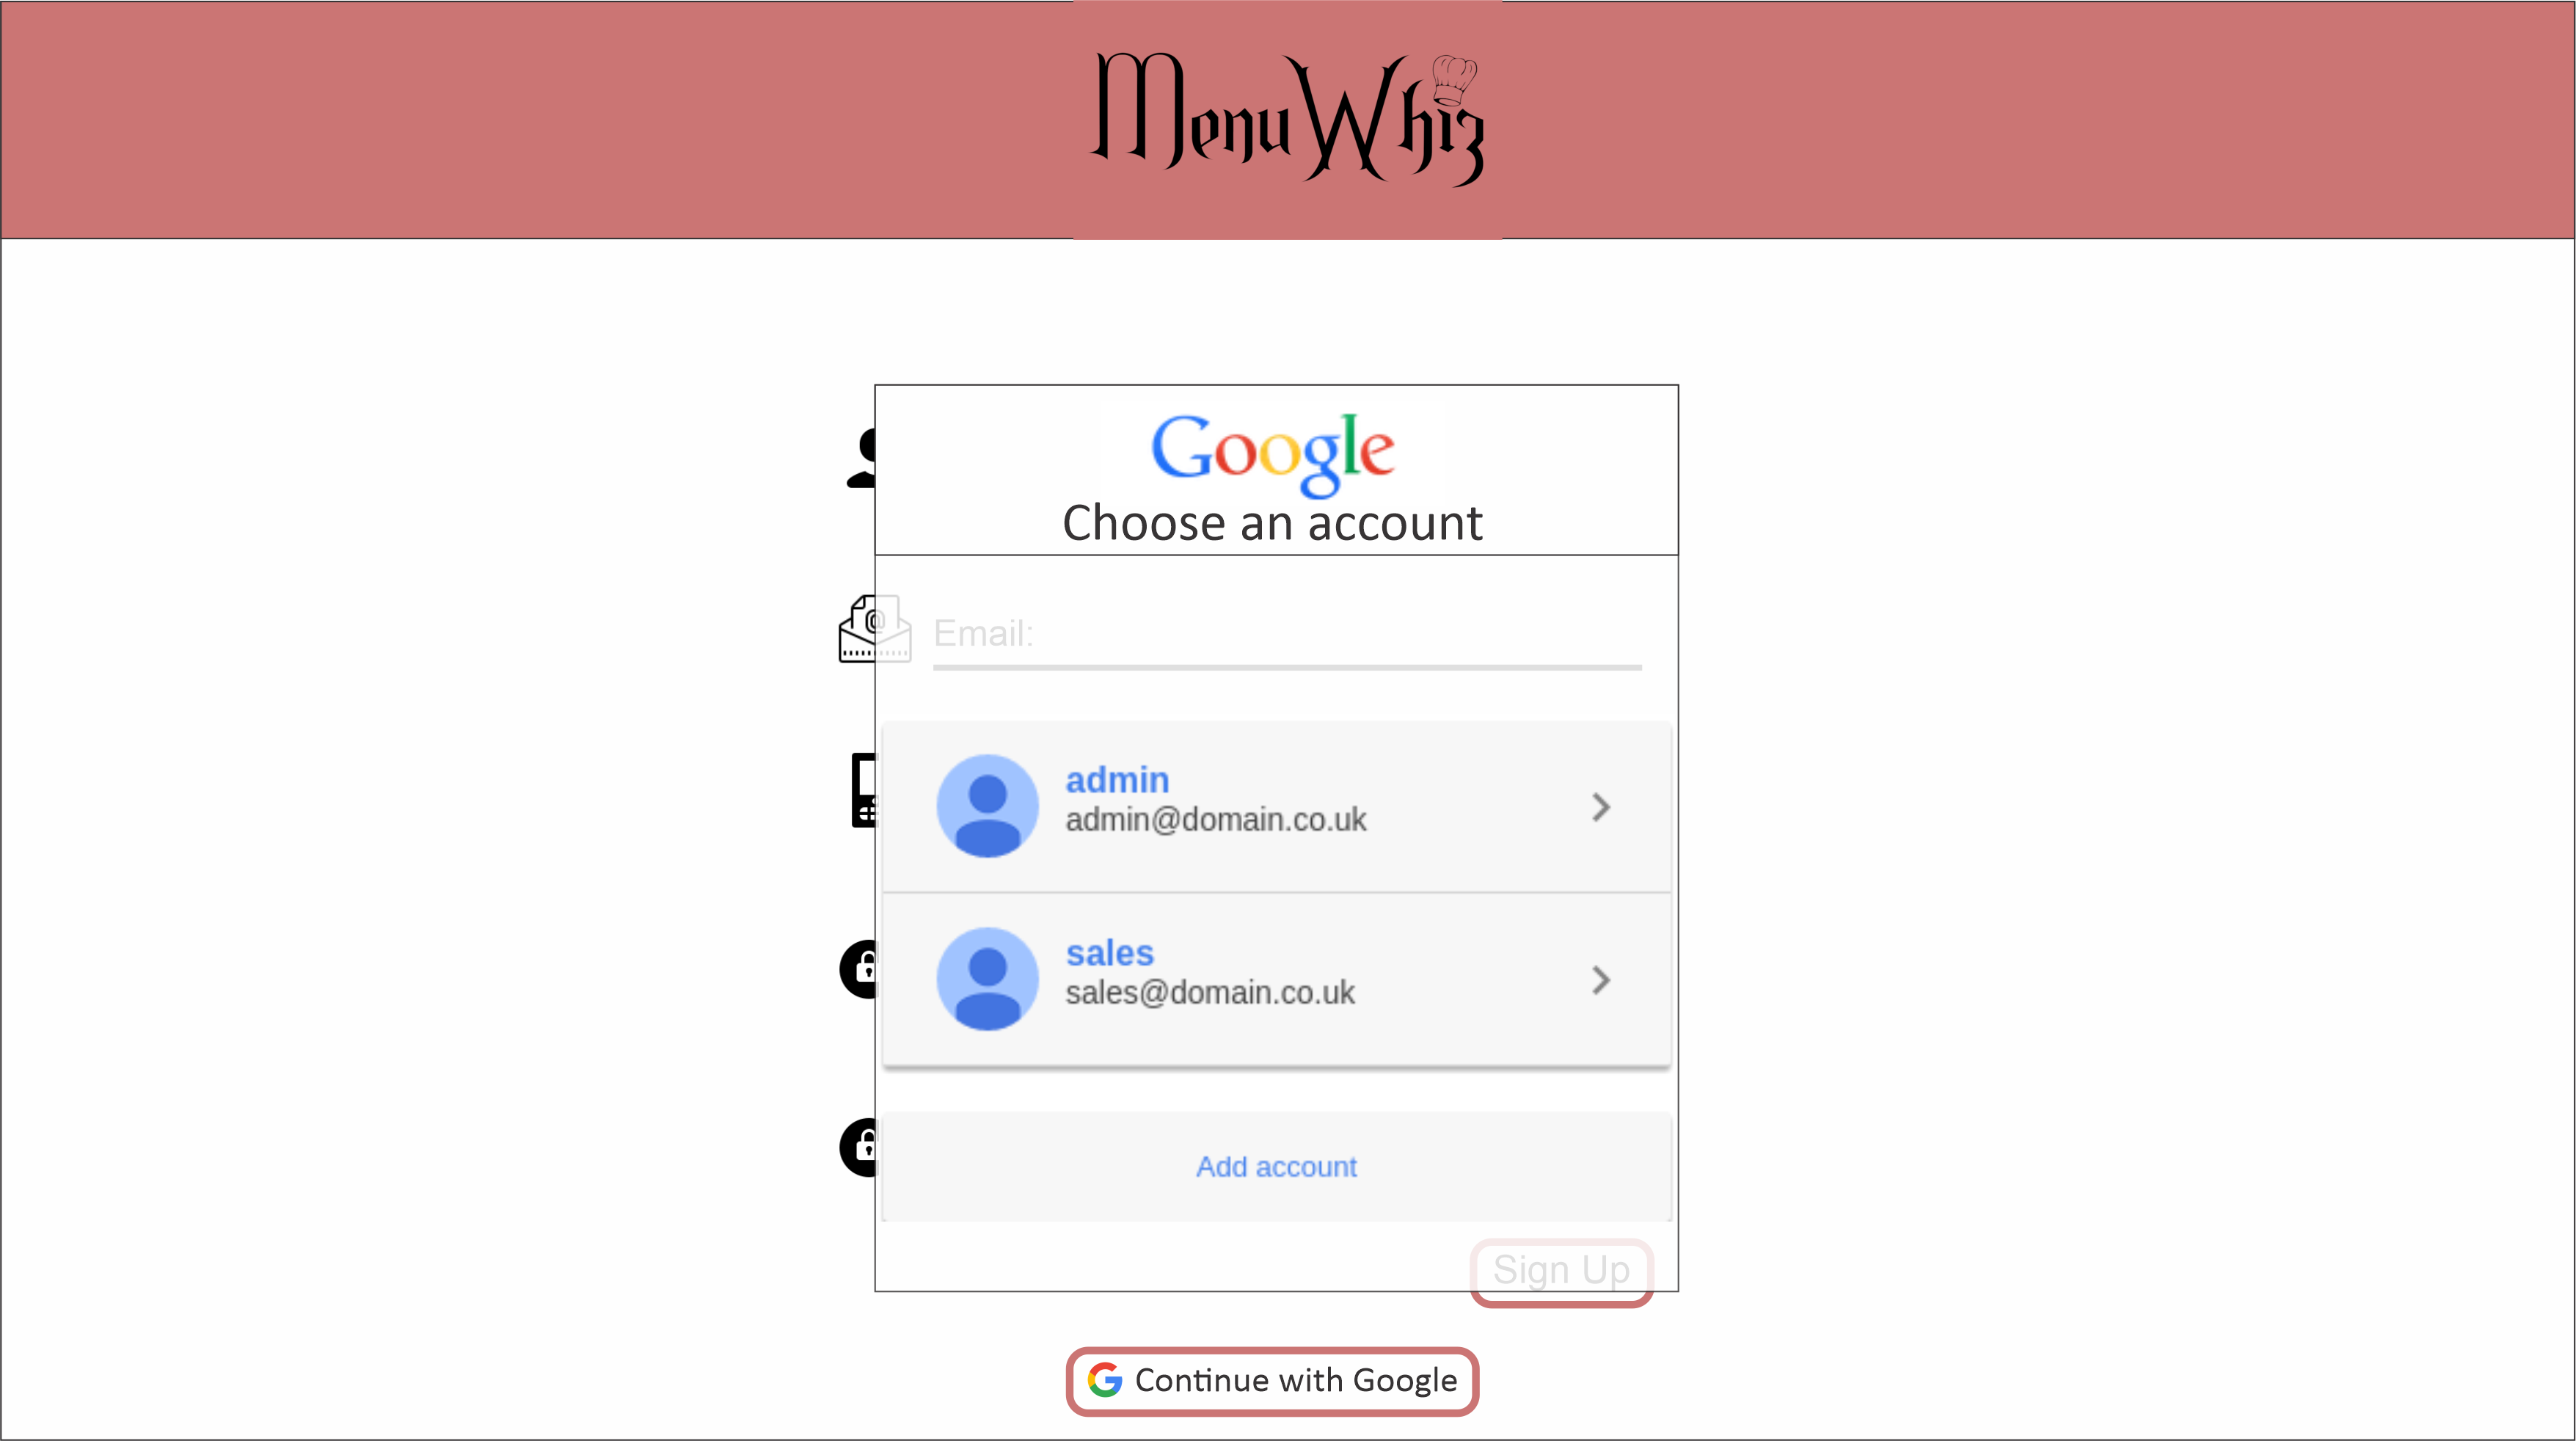 MenuWhiz
Google
Choose an account
Email:
admin
admin@domain.co.uk
sales
sales@domain.co.uk
Add account
Sign Up
Continue with Google